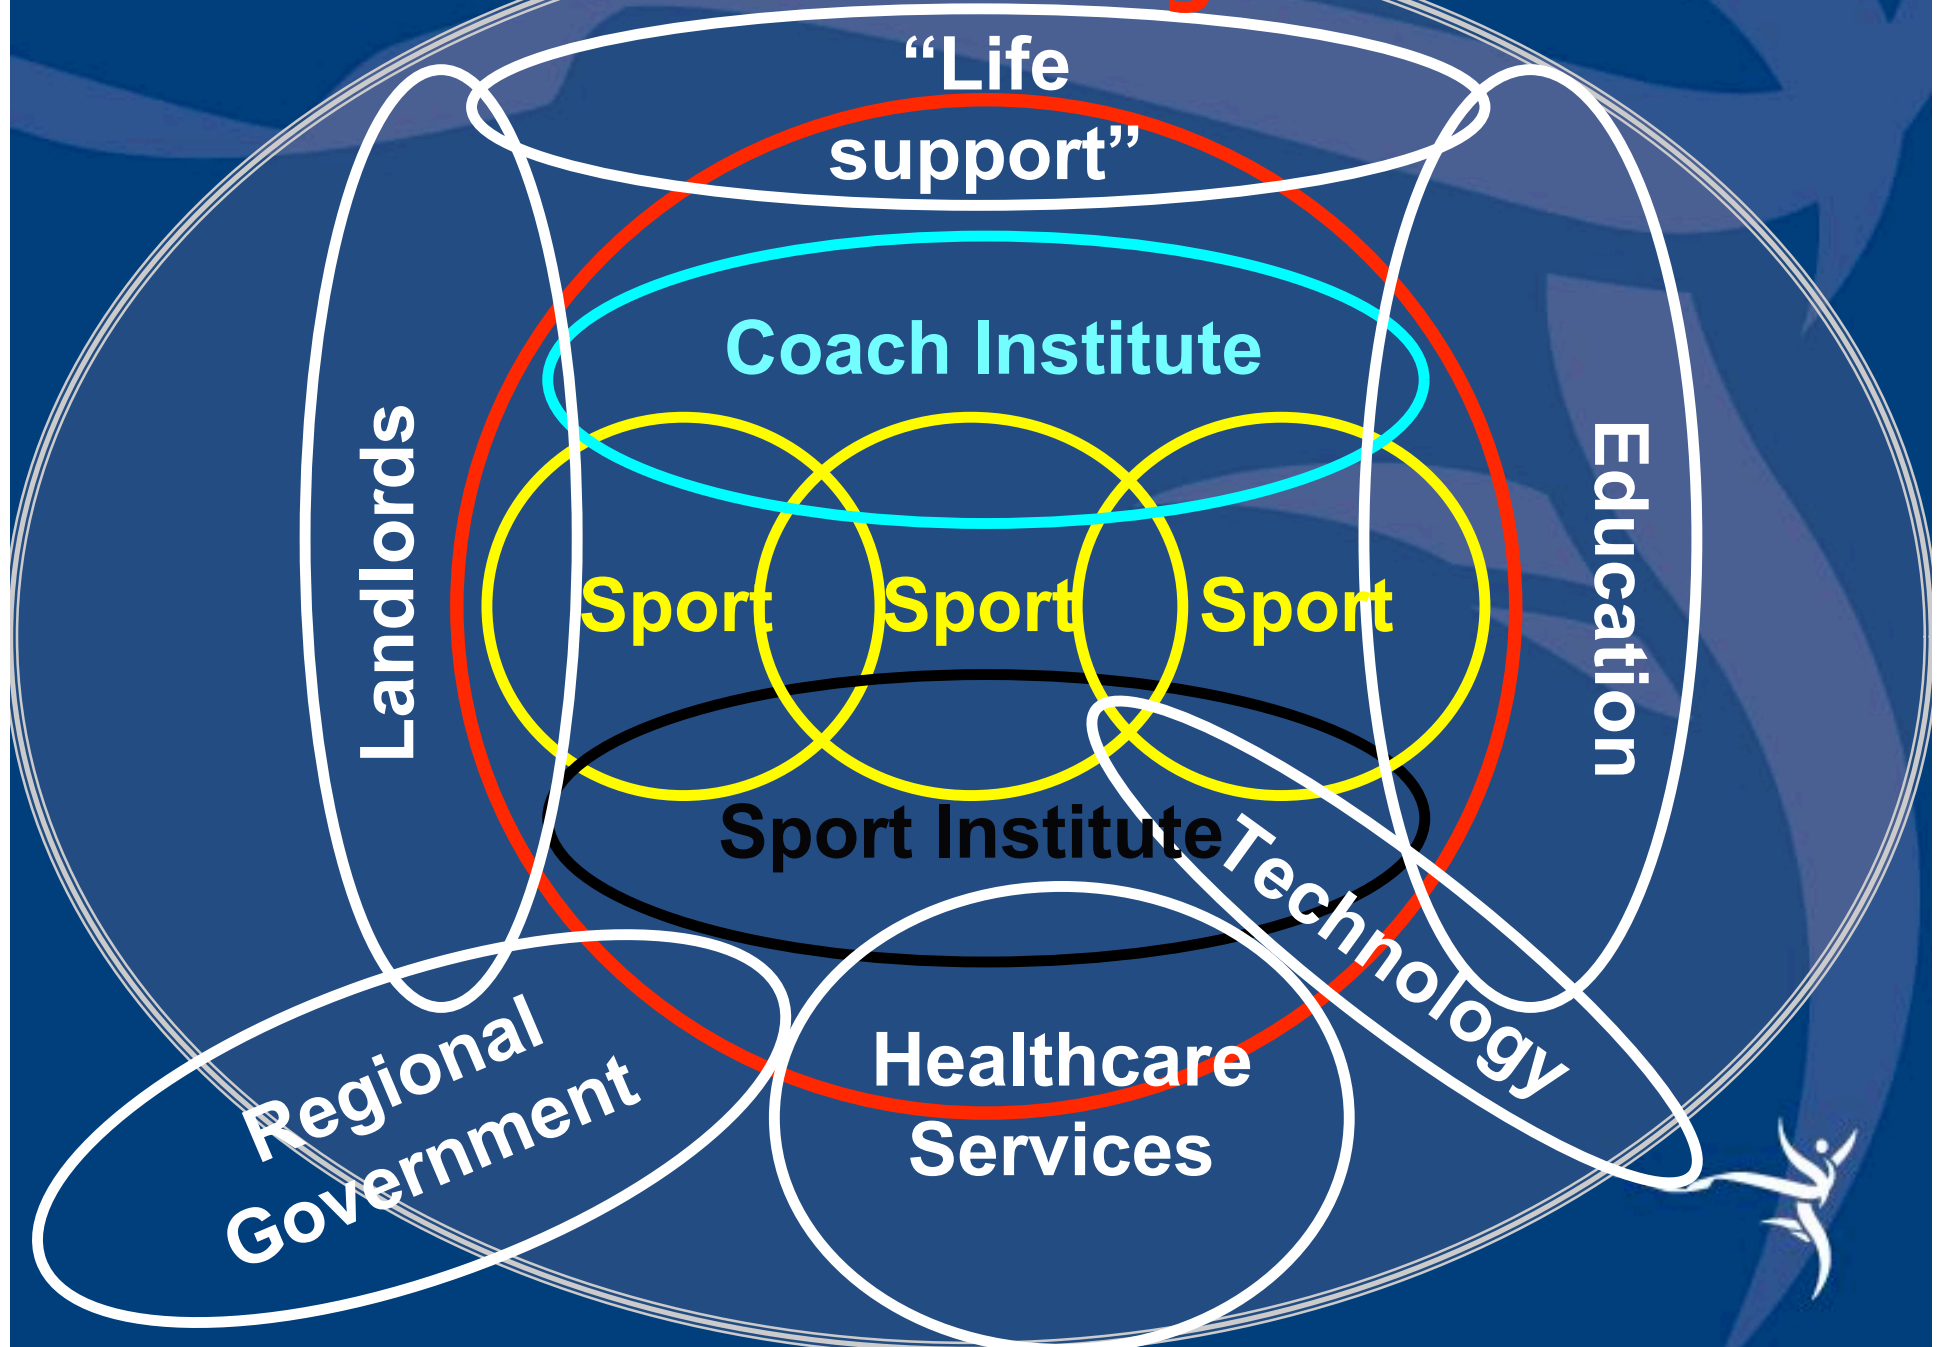 “Life
support”
Coach Institute
Landlords
Education
Sport Sport Sport
Sport Institute
Technology
Regional
Government
Healthcare
Services